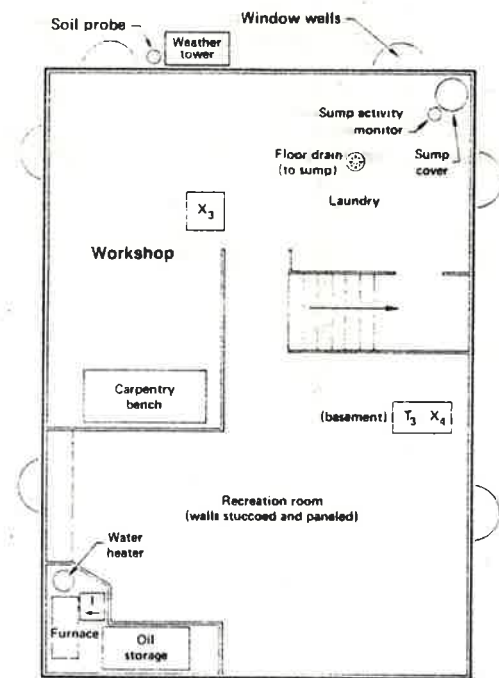 Soil probe
Weather
tower
Window wells
Sump activity
monitor
Sump
cover
Floor drain
(to sump)
Laundry
X3
Workshop
Carpentry
bench
(basement)
T3 X4
Recreation room
(walls stuccoed and paneled)
Water
heater
Furnace
Oil
storage